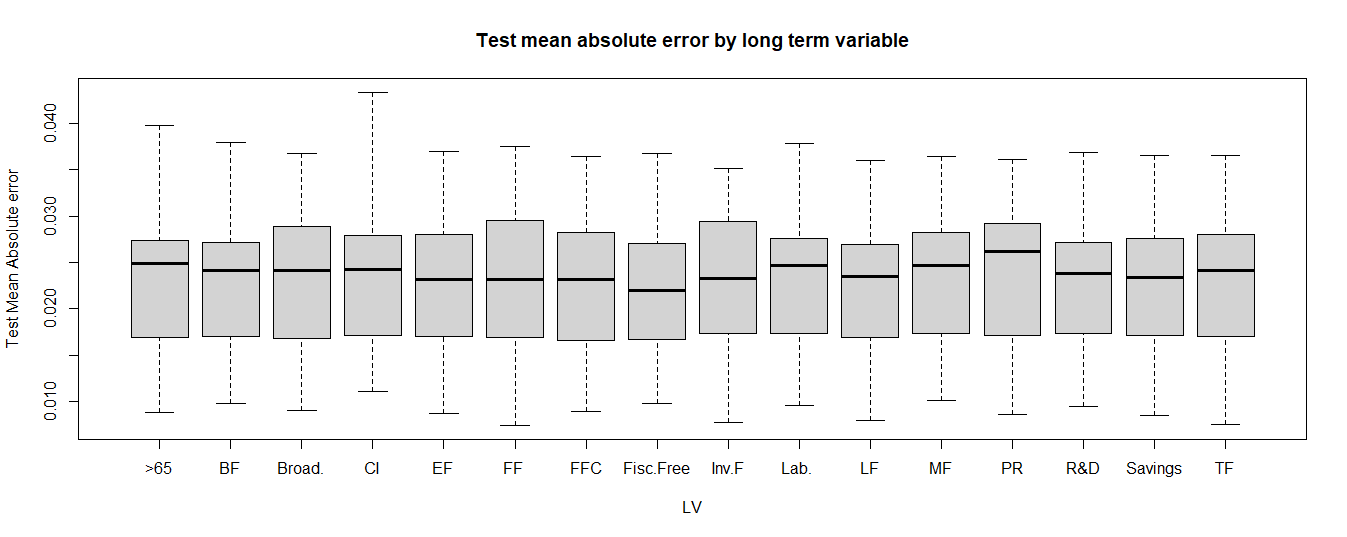 Test mean absolute error by long term variable
Test Mean Absolute error
0.040
0.030
0.020
0.010
>65 BF Broad. CI EF FF FFC Fisc.Free Inv.F Lab. LF MF PR R&D Savings TF
LV